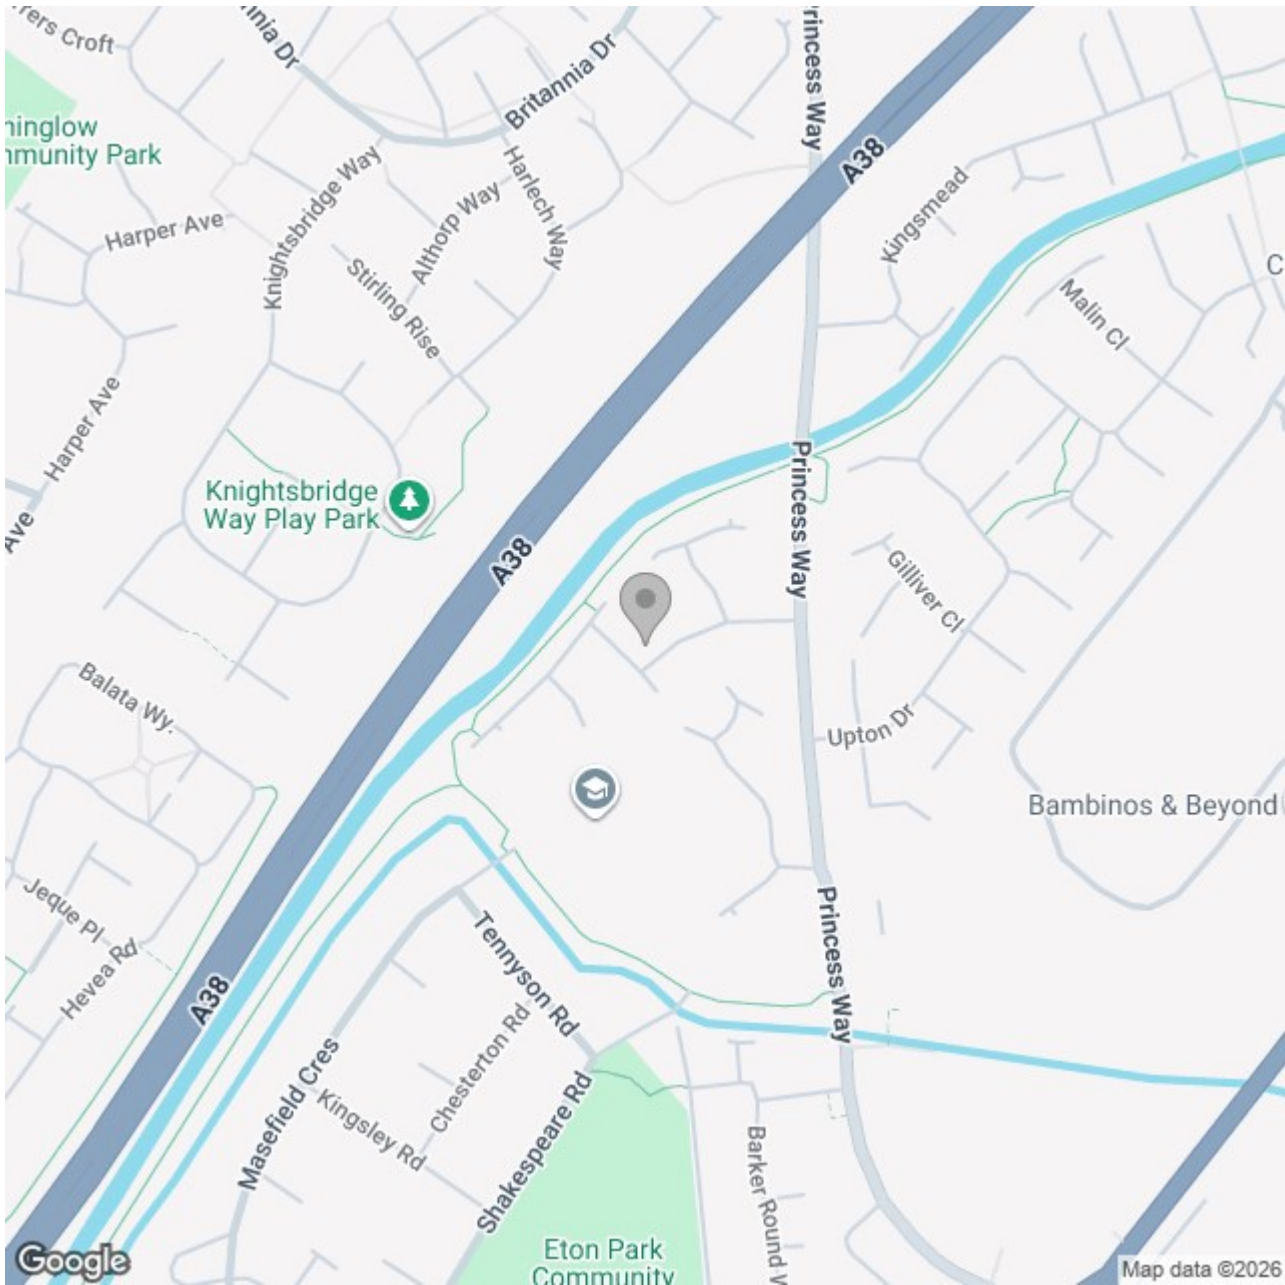 rers Croft
nnia Dr
Britannia Dr
Princess Way
A38
ninglow
mmunity Park
Knightsbridge Way
Harlech Way
Althorp Way
Kingsmead
Harper Ave
Stirling Rise
Malin Cl
C
Harper Ave
Knightsbridge
Way Play Park
Princess Way
Ave
A38
Gilliver Cl
Balata Wy.
Upton Dr
Bambinos & Beyond
Jeque Pl
Hevea Rd
Princess Way
Tennyson Rd
A38
Chesterton Rd
Masefield Cres
Kingsley Rd
Shakespeare Rd
Barker Round W
Eton Park
Community
Google
Map data ©2026